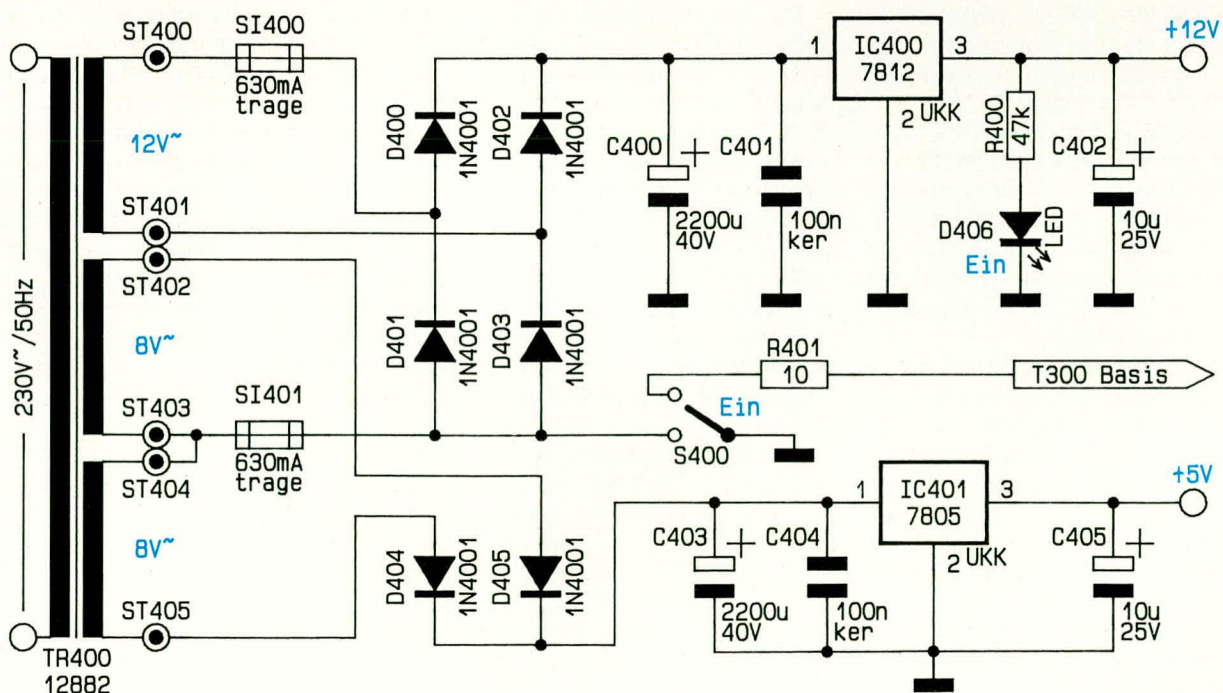 ST400
SI400
630mA
trage
12V~
ST401
ST402
230V~/50Hz
8V~
ST403
SI401
630mA
trage
ST404
8V~
ST405
TR400
12882
D400
1N4001
D402
1N4001
D401
1N4001
D403
1N4001
D404
1N4001
D405
1N4001
C400
+
2200u
40V
C401
100n
ker
1
IC400
7812
3
2
UKK
R400
47k
D406
LED
Ein
C402
+
10u
25V
+12V
R401
10
T300 Basis
Ein
S400
C403
+
2200u
40V
C404
100n
ker
1
IC401
7805
3
2
UKK
C405
+
10u
25V
+5V